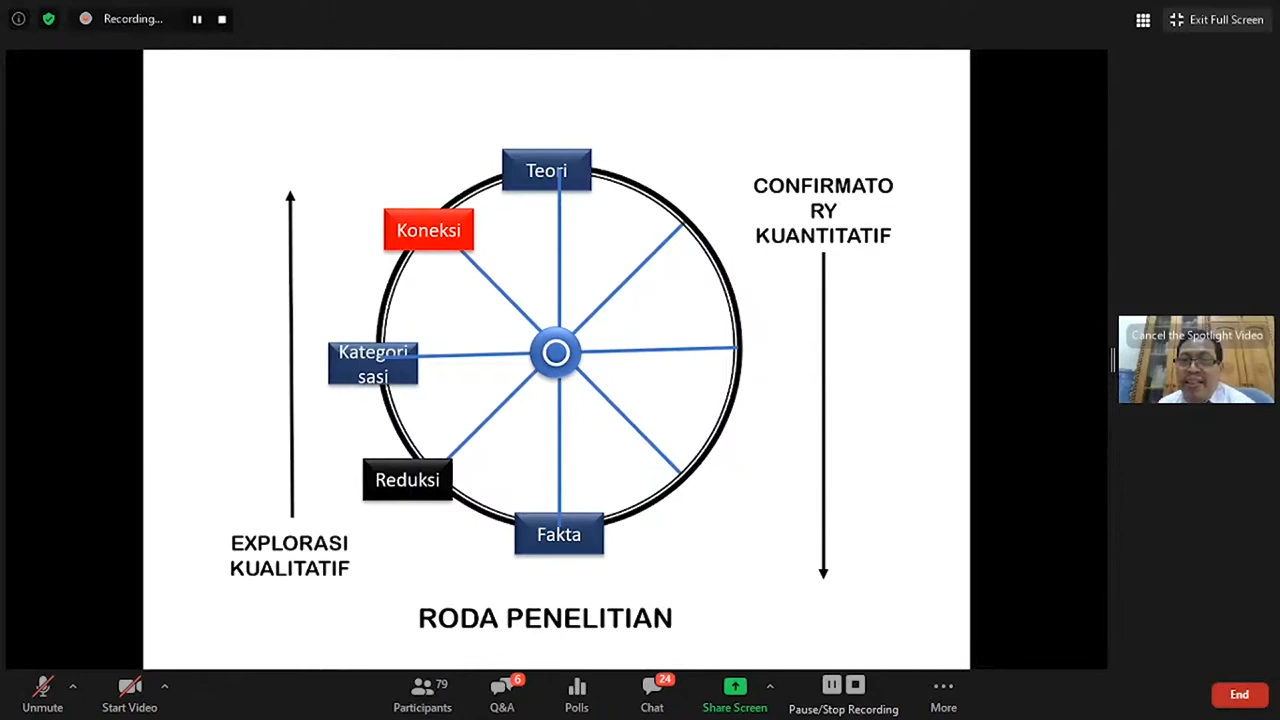 Recording...
Exit Full Screen
Teori
CONFIRMATO
RY
KUANTITATIF
Koneksi
Kategori
sasi
Cancel the Spotlight Video
Reduksi
Fakta
EXPLORASI
KUALITATIF
RODA PENELITIAN
Unmute
Start Video
79
Participants
6
Q&A
Polls
24
Chat
Share Screen
Pause/Stop Recording
More
End